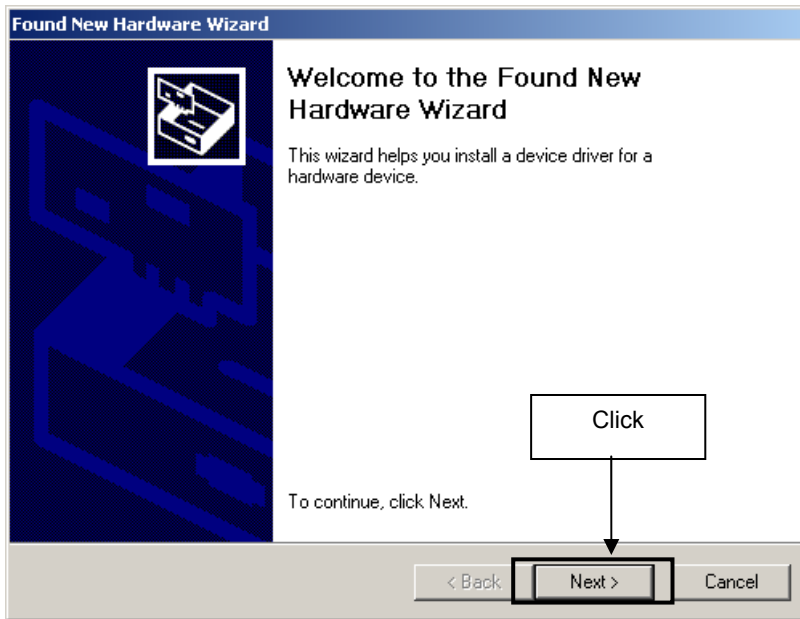 Found New Hardware Wizard
Welcome to the Found New
Hardware Wizard
This wizard helps you install a device driver for a
hardware device.
Click
To continue, click Next.
< Back
Next >
Cancel